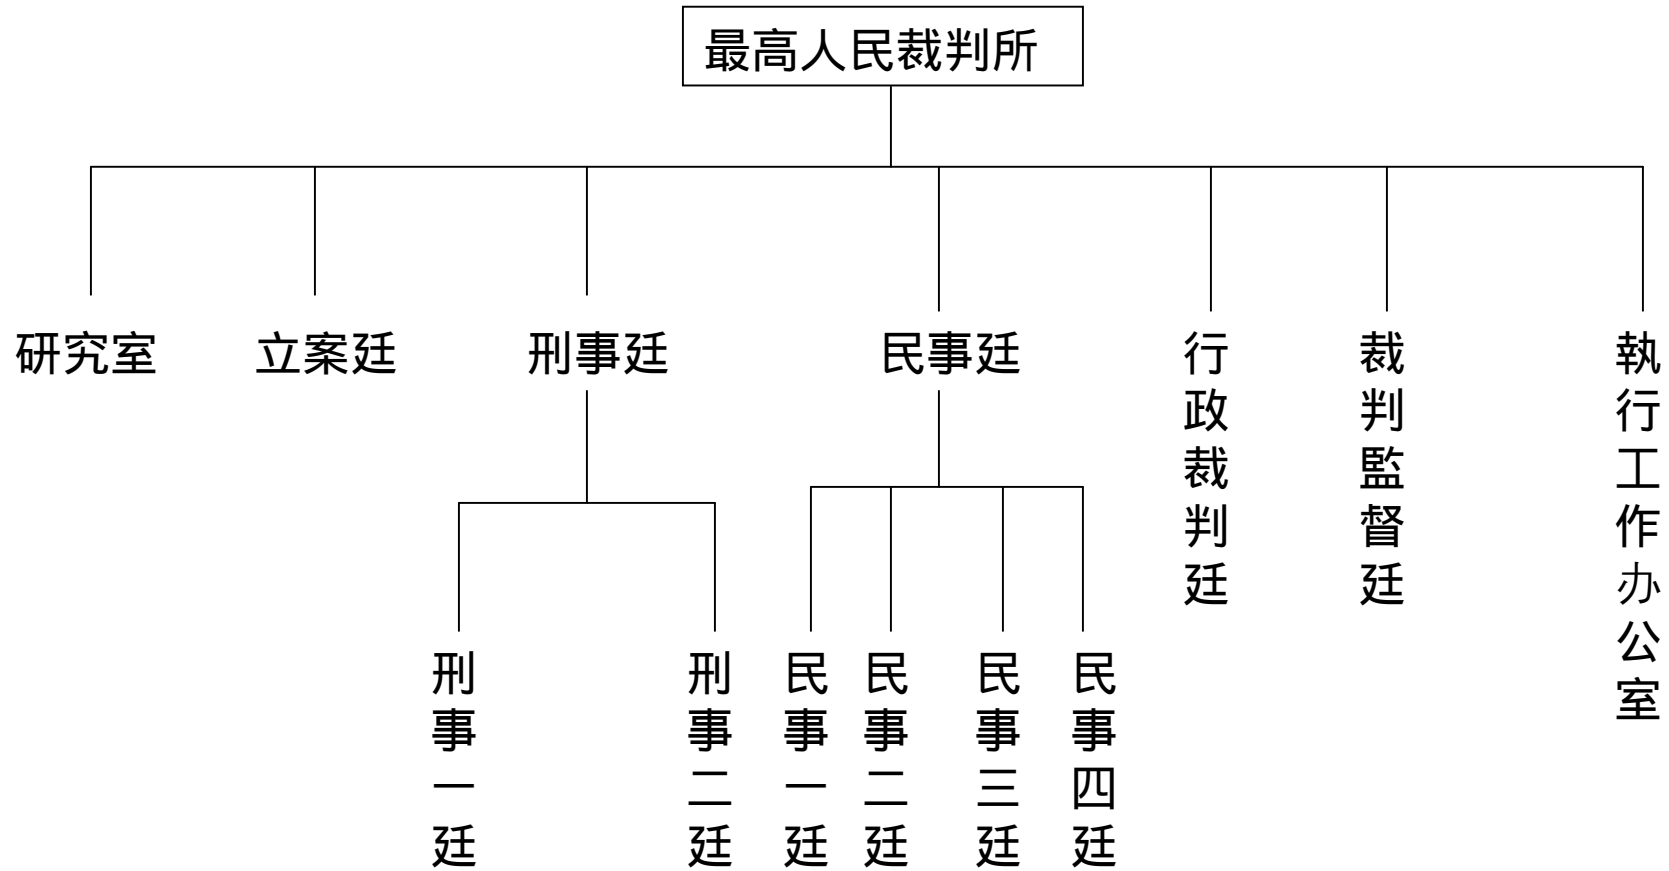 最高人民裁判所
研究室
立案廷
刑事廷
民事廷
行政裁判廷
裁判監督廷
執行工作办公室
刑事一廷
刑事二廷
民事一廷
民事二廷
民事三廷
民事四廷